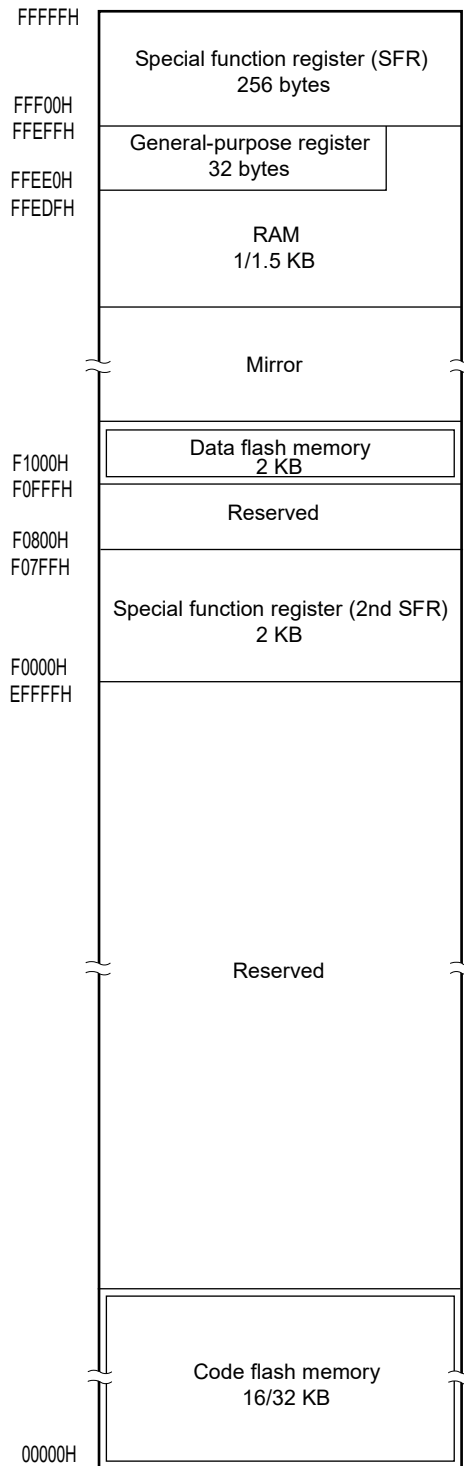 FFFFFH
Special function register (SFR)
256 bytes
FFF00H
FFEFFH
General-purpose register
32 bytes
FFEE0H
FFEDFH
RAM
1/1.5 KB
Mirror
Data flash memory
2 KB
F1000H
F0FFFH
Reserved
F0800H
F07FFH
Special function register (2nd SFR)
2 KB
F0000H
EFFFFH
Reserved
Code flash memory
16/32 KB
00000H